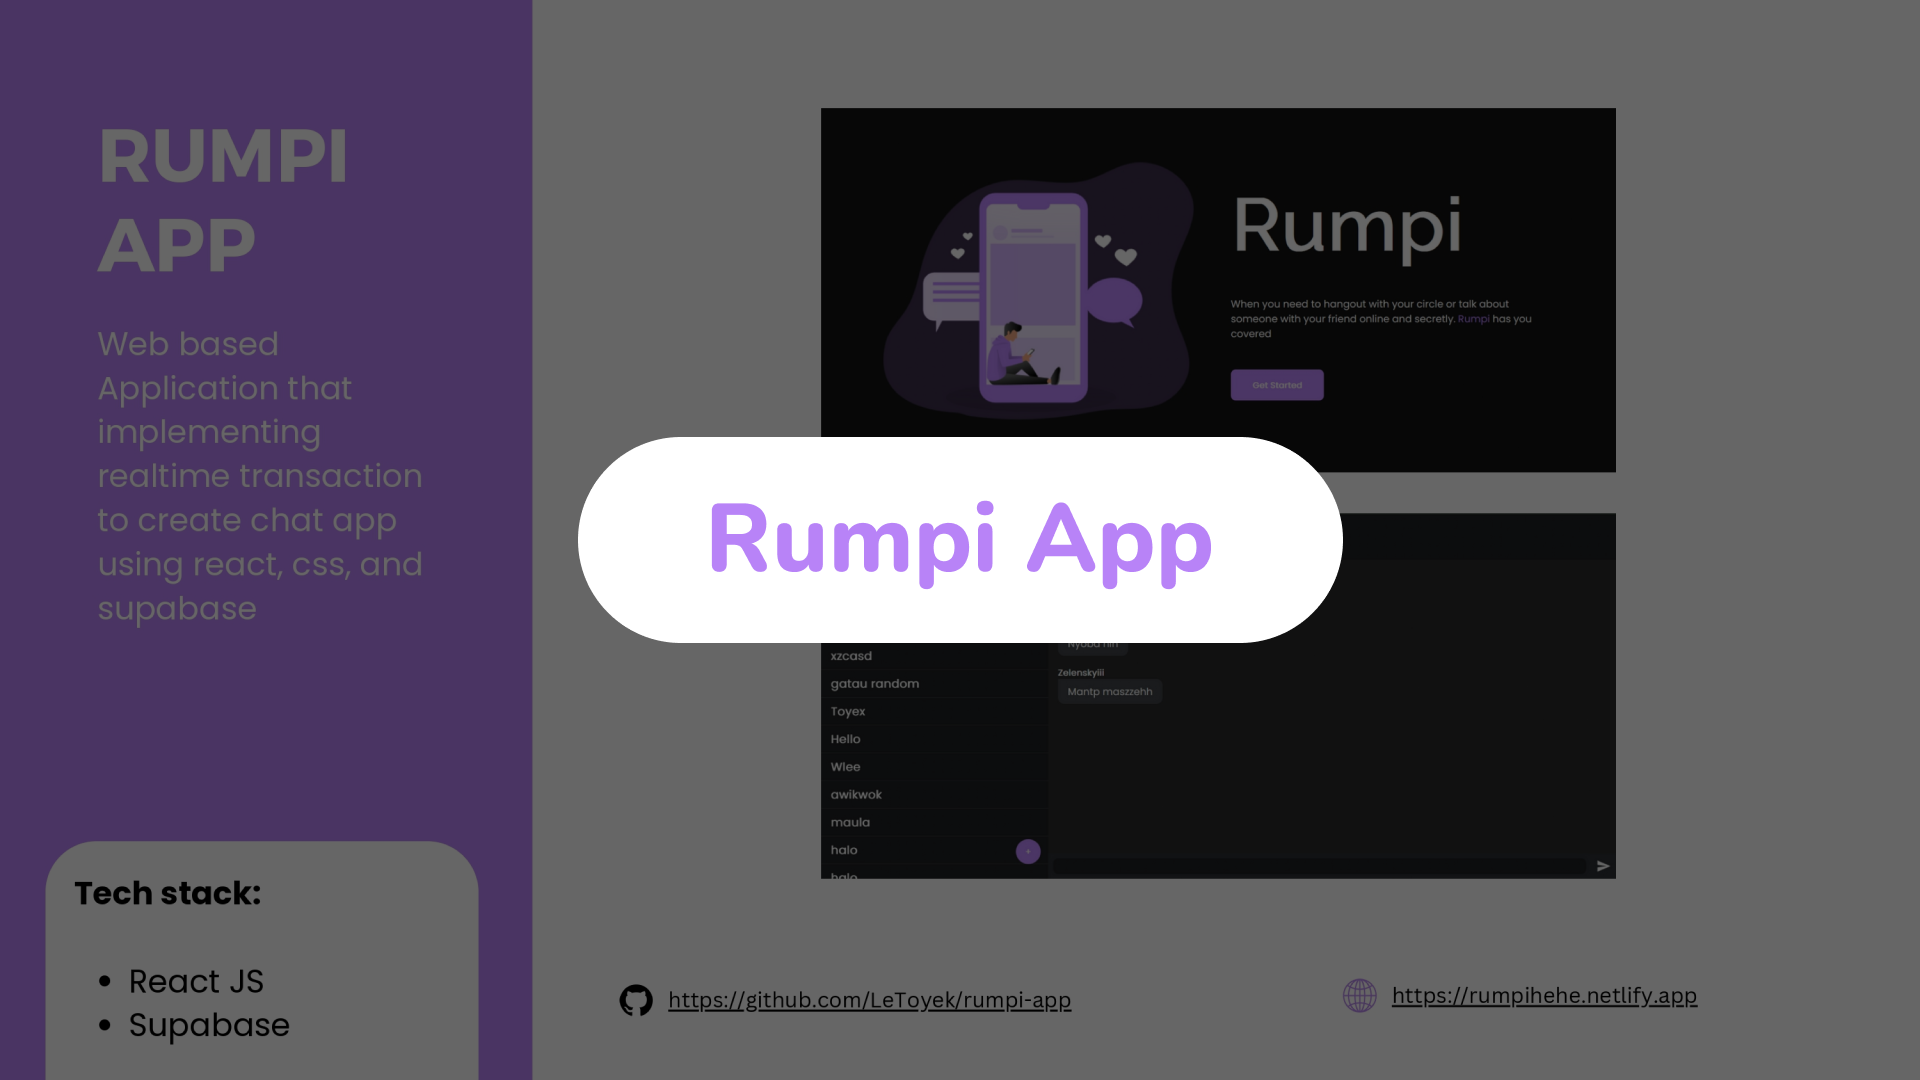 RUMPI
APP
Web based
Application that
implementing
realtime transaction
to create chat app
using react, css, and
supabase
Tech stack:
• React JS
• Supabase
Rumpi
When you need to hangout with your circle or talk about
someone with your friend online and secretly. Rumpi has you
covered
Get Started
Rumpi App
xzcasd
gatau random
Toyex
Hello
Wlee
awikwok
maula
halo
halo
Zelenskyiii
Mantp maszzehh
https://github.com/LeToyek/rumpi-app
https://rumpihehe.netlify.app